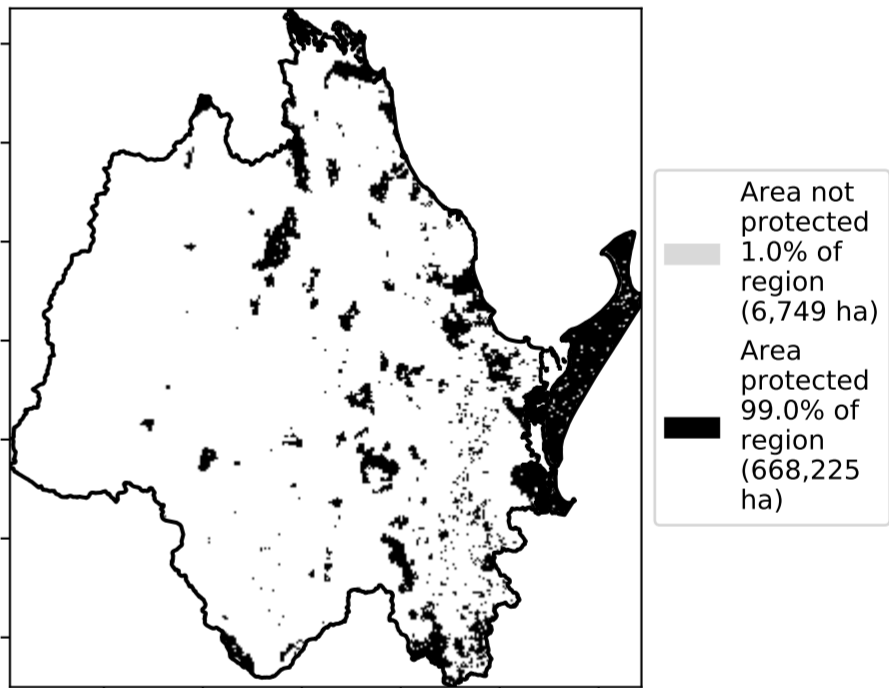 Area not
protected
1.0% of
region
(6,749 ha)
Area
protected
99.0% of
region
(668,225
ha)